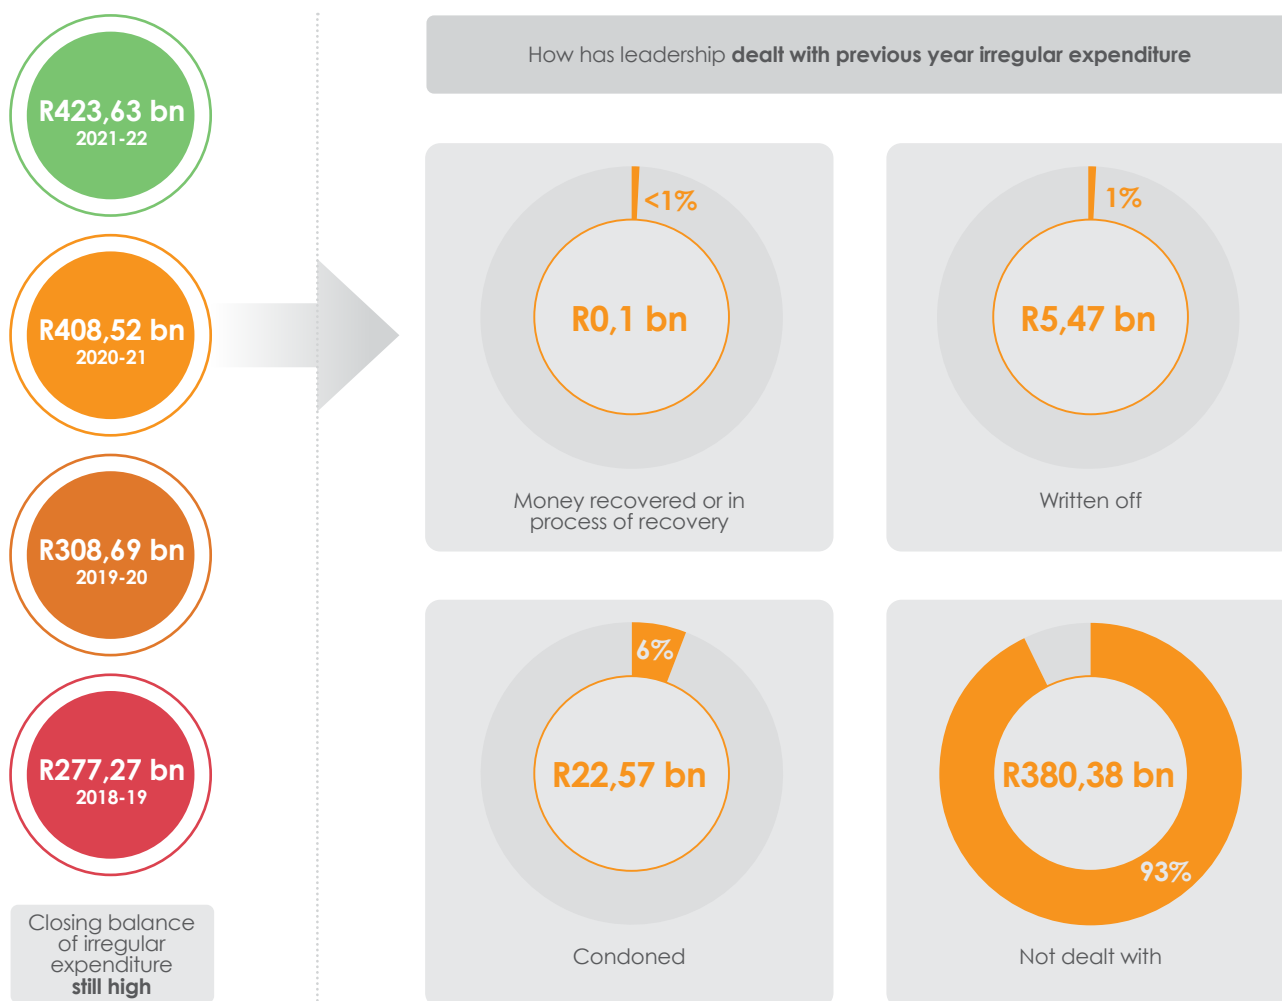 R423,63 bn
2021-22
R408,52 bn
2020-21
R308,69 bn
2019-20
R277,27 bn
2018-19
Closing balance
of irregular
expenditure
still high
How has leadership dealt with previous year irregular expenditure
<1%
R0,1 bn
Money recovered or in
process of recovery
1%
R5,47 bn
Written off
6%
R22,57 bn
Condoned
R380,38 bn
93%
Not dealt with